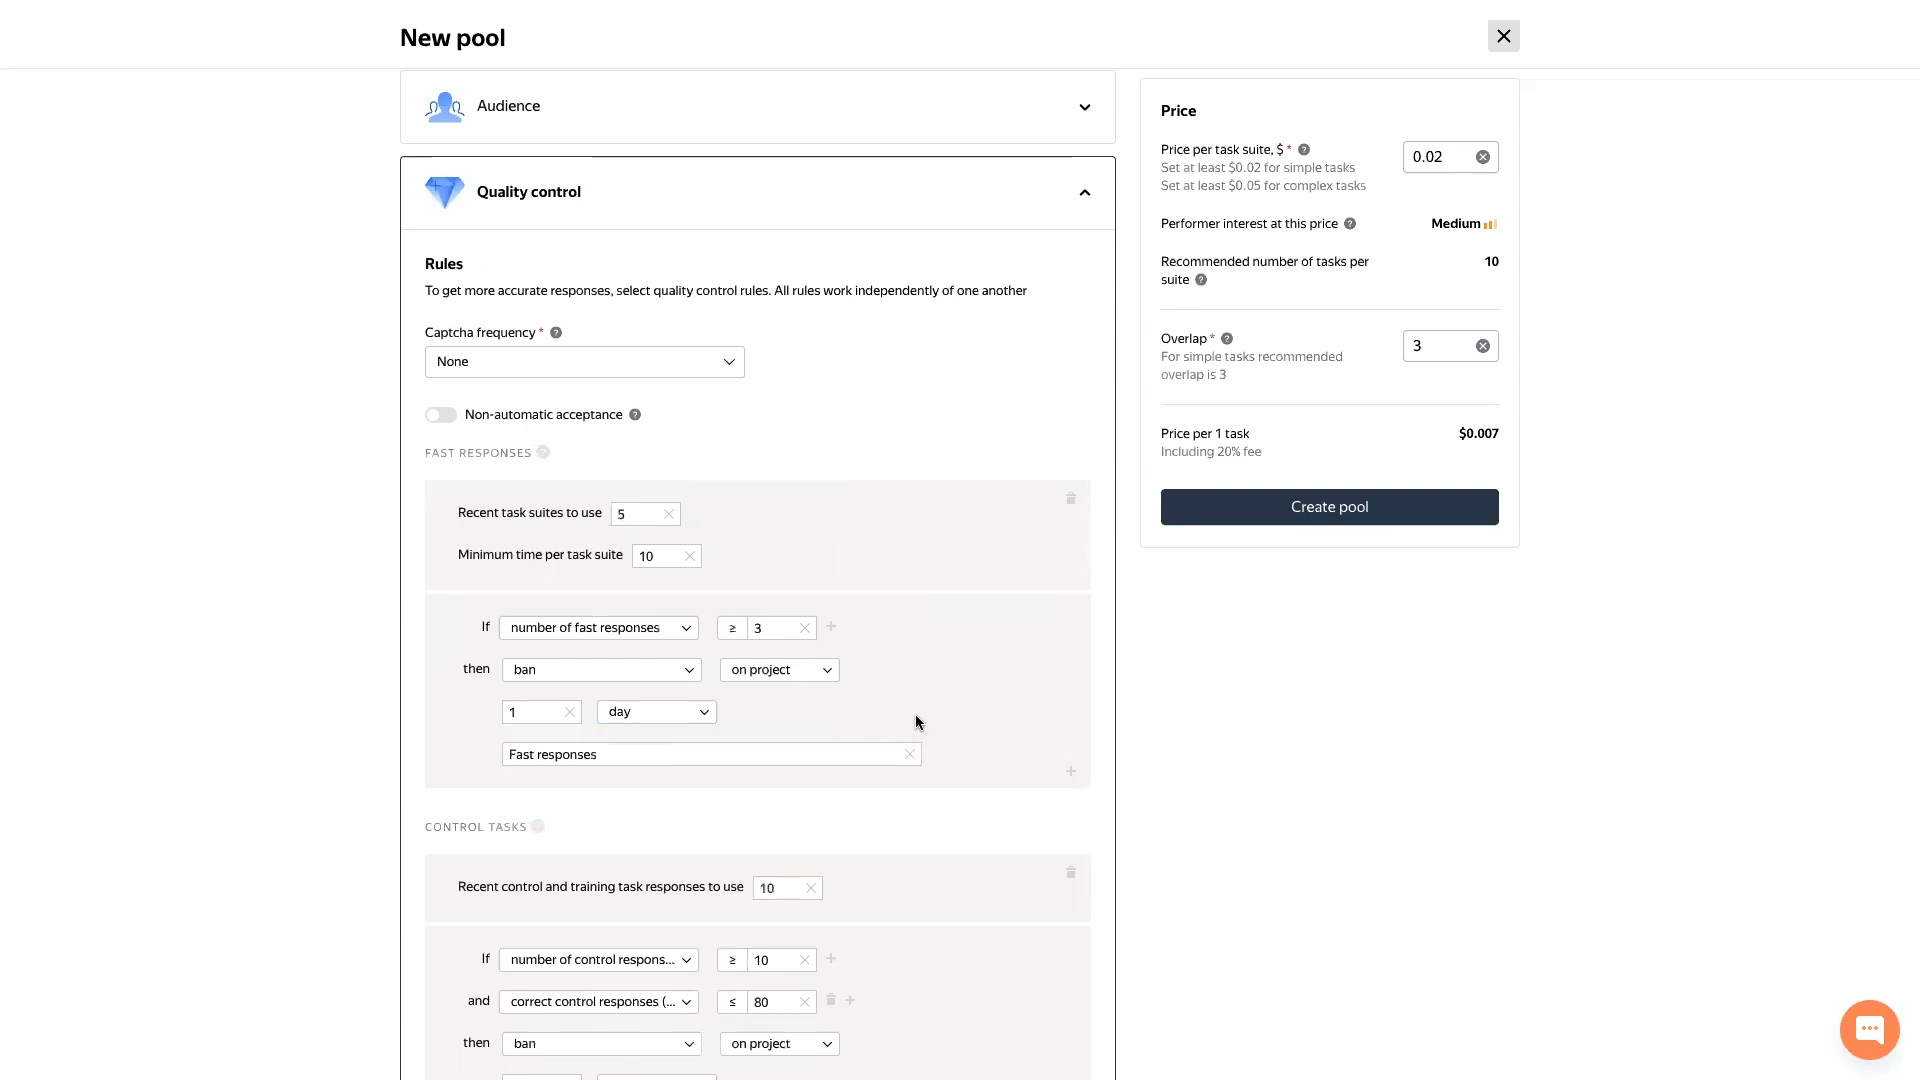 New pool
Audience
Quality control
Rules
To get more accurate responses, select quality control rules. All rules work independently of one another
Captcha frequency *
None
Non-automatic acceptance
FAST RESPONSES
Recent task suites to use 5
Minimum time per task suite 10
If number of fast responses ≥ 3
then ban on project
1 day
Fast responses
CONTROL TASKS
Recent control and training task responses to use 10
If number of control respons... ≥ 10
and correct control responses (... ≤ 80
then ban on project
Price
Price per task suite, $ *
Set at least $0.02 for simple tasks
Set at least $0.05 for complex tasks
0.02
Performer interest at this price Medium
Recommended number of tasks per
suite
10
Overlap *
For simple tasks recommended
overlap is 3
3
Price per 1 task $0.007
Including 20% fee
Create pool